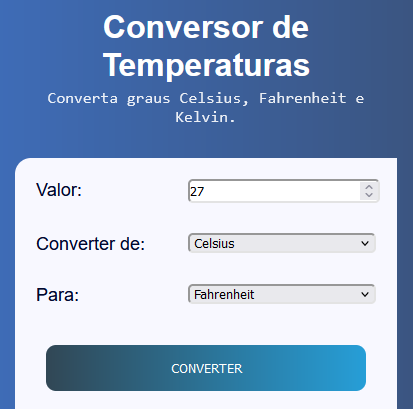 Conversor de
Temperaturas
Converta graus Celsius, Fahrenheit e
Kelvin.
Valor:
27
Converter de:
Celsius
Para:
Fahrenheit
CONVERTER